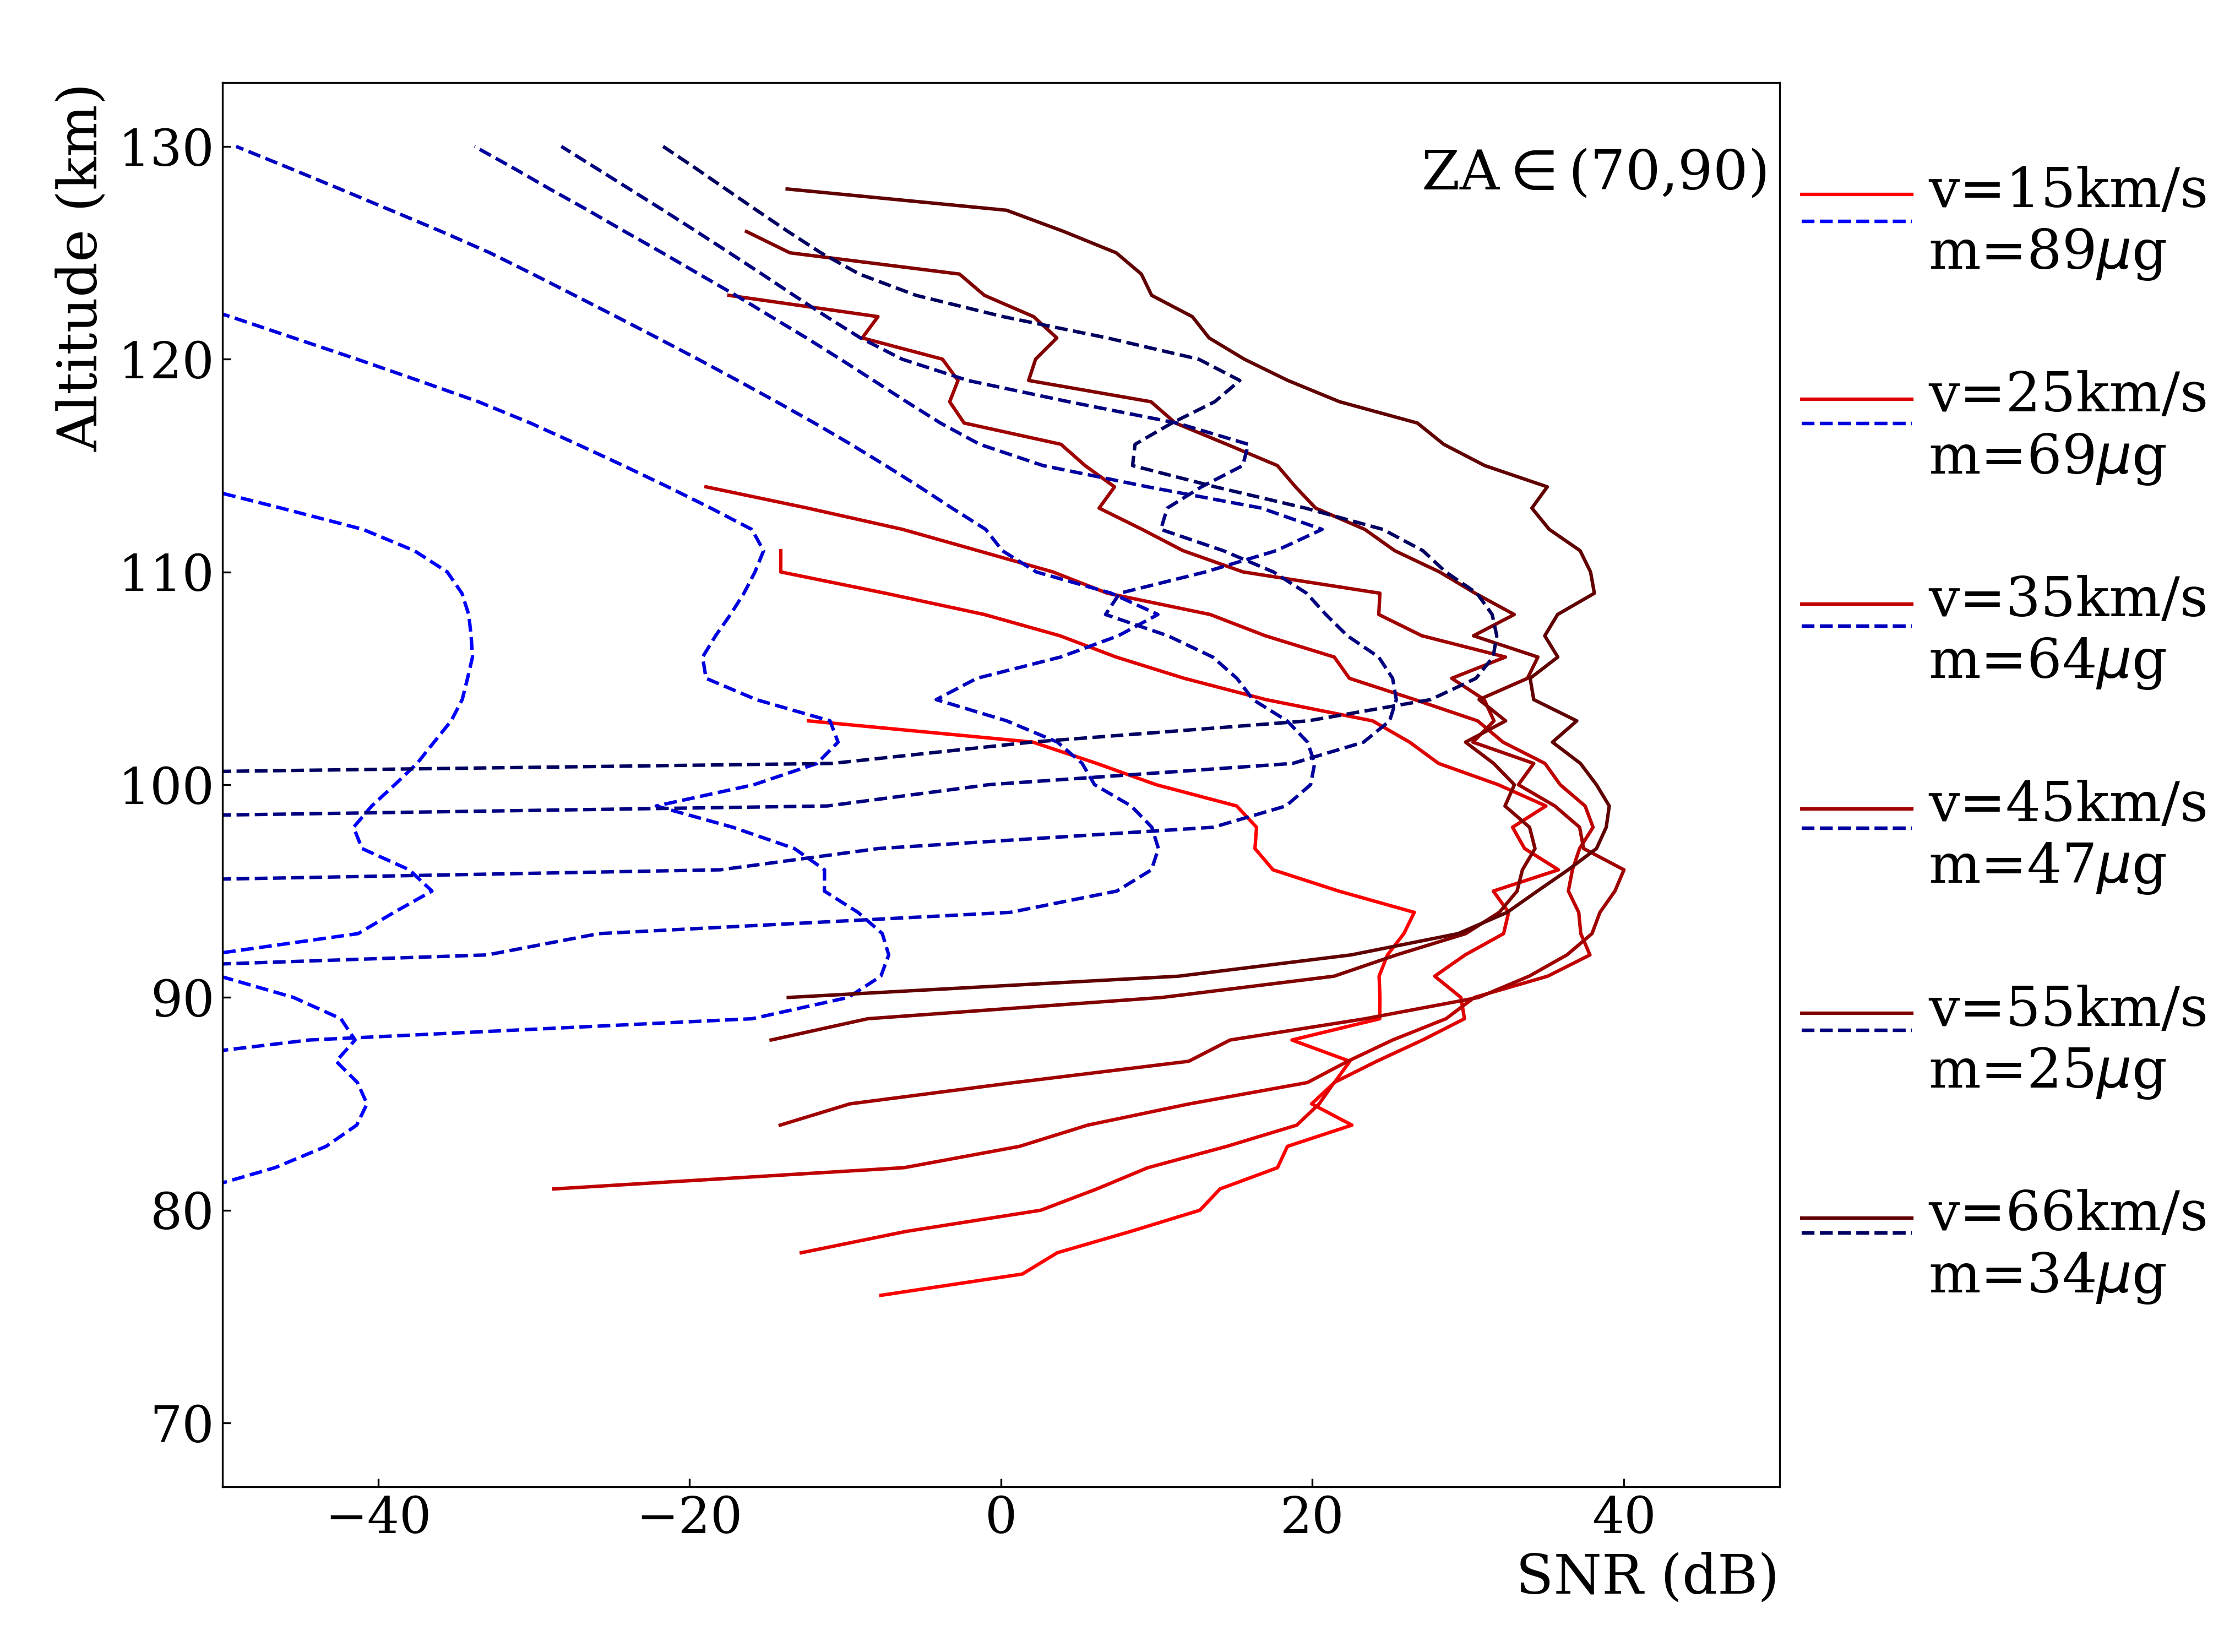 Altitude (km)
130
120
110
100
90
80
70
−40 −20 0 20 40
SNR (dB)
ZA ∈ (70,90)
v=15km/s
m=89μg
v=25km/s
m=69μg
v=35km/s
m=64μg
v=45km/s
m=47μg
v=55km/s
m=25μg
v=66km/s
m=34μg